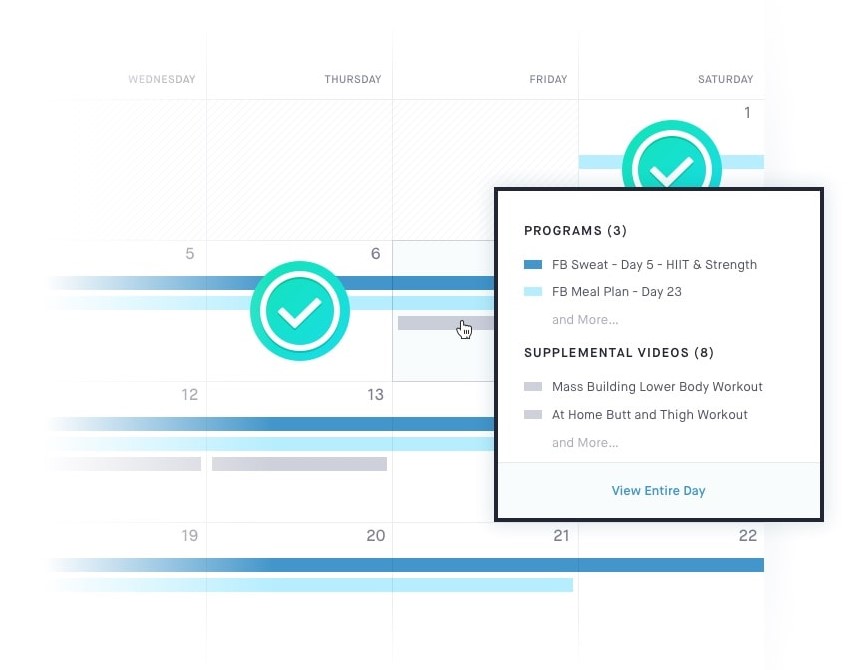 WEDNESDAY THURSDAY FRIDAY SATURDAY
1
PROGRAMS (3)
FB Sweat - Day 5 - HIIT & Strength
FB Meal Plan - Day 23
and More...
SUPPLEMENTAL VIDEOS (8)
Mass Building Lower Body Workout
At Home Butt and Thigh Workout
and More...
View Entire Day
5 6
12 13
19 20 21 22